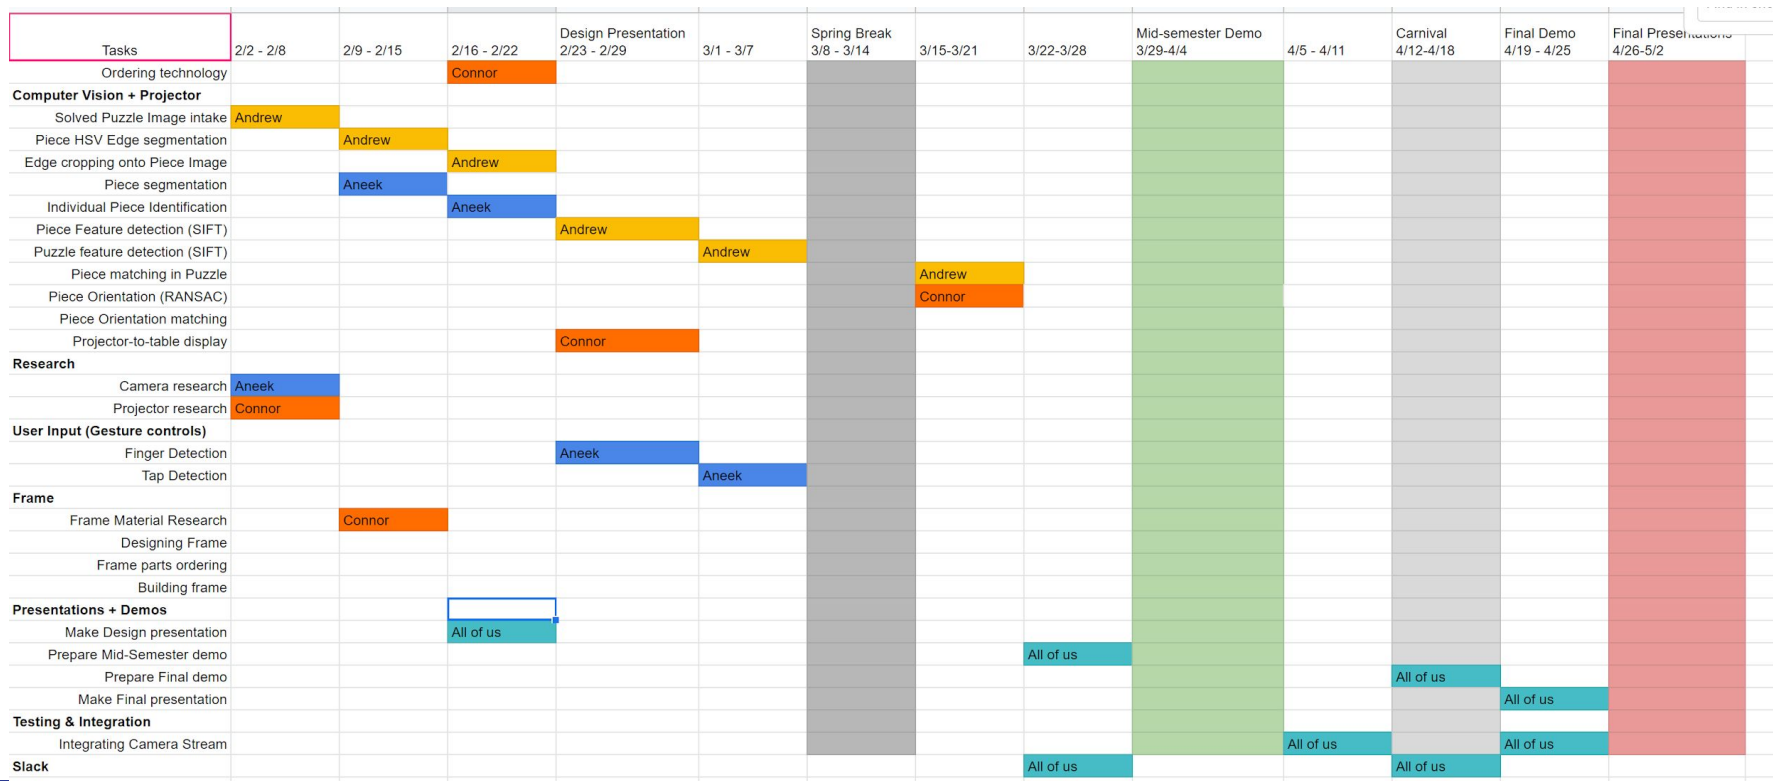 Design Presentation Spring Break Mid-semester Demo Carnival Final Demo Final Presentations
Tasks 2/2 - 2/8 2/9 - 2/15 2/16 - 2/22 2/23 - 2/29 3/1 - 3/7 3/8 - 3/14 3/15-3/21 3/22-3/28 3/29-4/4 4/5 - 4/11 4/12-4/18 4/19 - 4/25 4/26-5/2
Ordering technology Connor
Computer Vision + Projector
Solved Puzzle Image intake Andrew
Piece HSV Edge segmentation Andrew
Edge cropping onto Piece Image Andrew
Piece segmentation Aneek
Individual Piece Identification Aneek
Piece Feature detection (SIFT) Andrew
Puzzle feature detection (SIFT) Andrew
Piece matching in Puzzle Andrew
Piece Orientation (RANSAC) Connor
Piece Orientation matching
Projector-to-table display Connor
Research
Camera research Aneek
Projector research Connor
User Input (Gesture controls)
Finger Detection Aneek
Tap Detection Aneek
Frame
Frame Material Research Connor
Designing Frame
Frame parts ordering
Building frame
Presentations + Demos
Make Design presentation All of us
Prepare Mid-Semester demo All of us
Prepare Final demo All of us
Make Final presentation All of us
Testing & Integration
Integrating Camera Stream All of us All of us
Slack All of us All of us